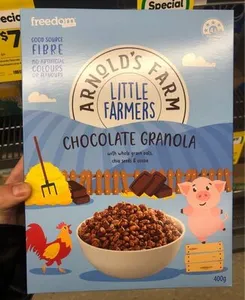 Special
$7
Special
freedom
GOOD SOURCE
FIBRE
NO ARTIFICIAL
COLOURS
OR FLAVOURS
ARNOLD'S FARM
LITTLE
FARMERS
CHOCOLATE GRANOLA
with whole grain oats,
chia seeds & cocoa
400g